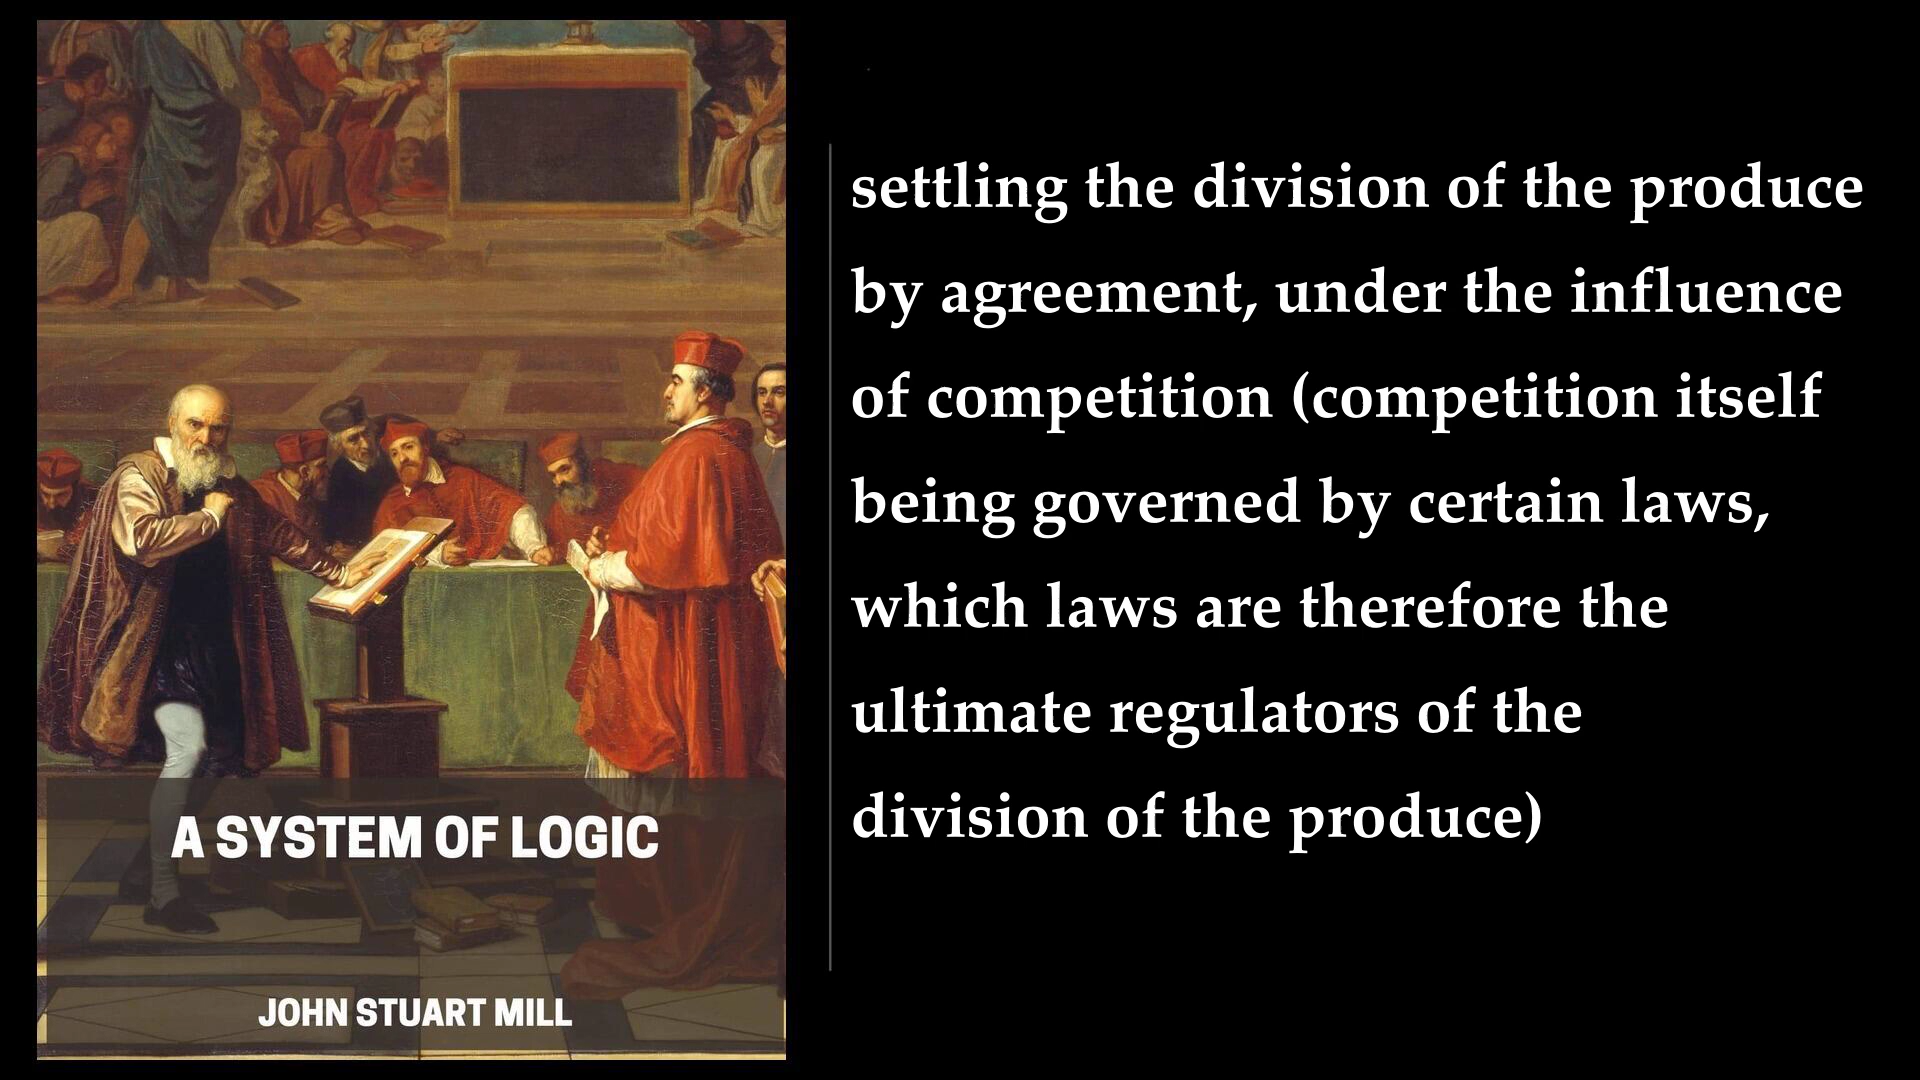 A SYSTEM OF LOGIC
JOHN STUART MILL
settling the division of the produce
by agreement, under the influence
of competition (competition itself
being governed by certain laws,
which laws are therefore the
ultimate regulators of the
division of the produce)